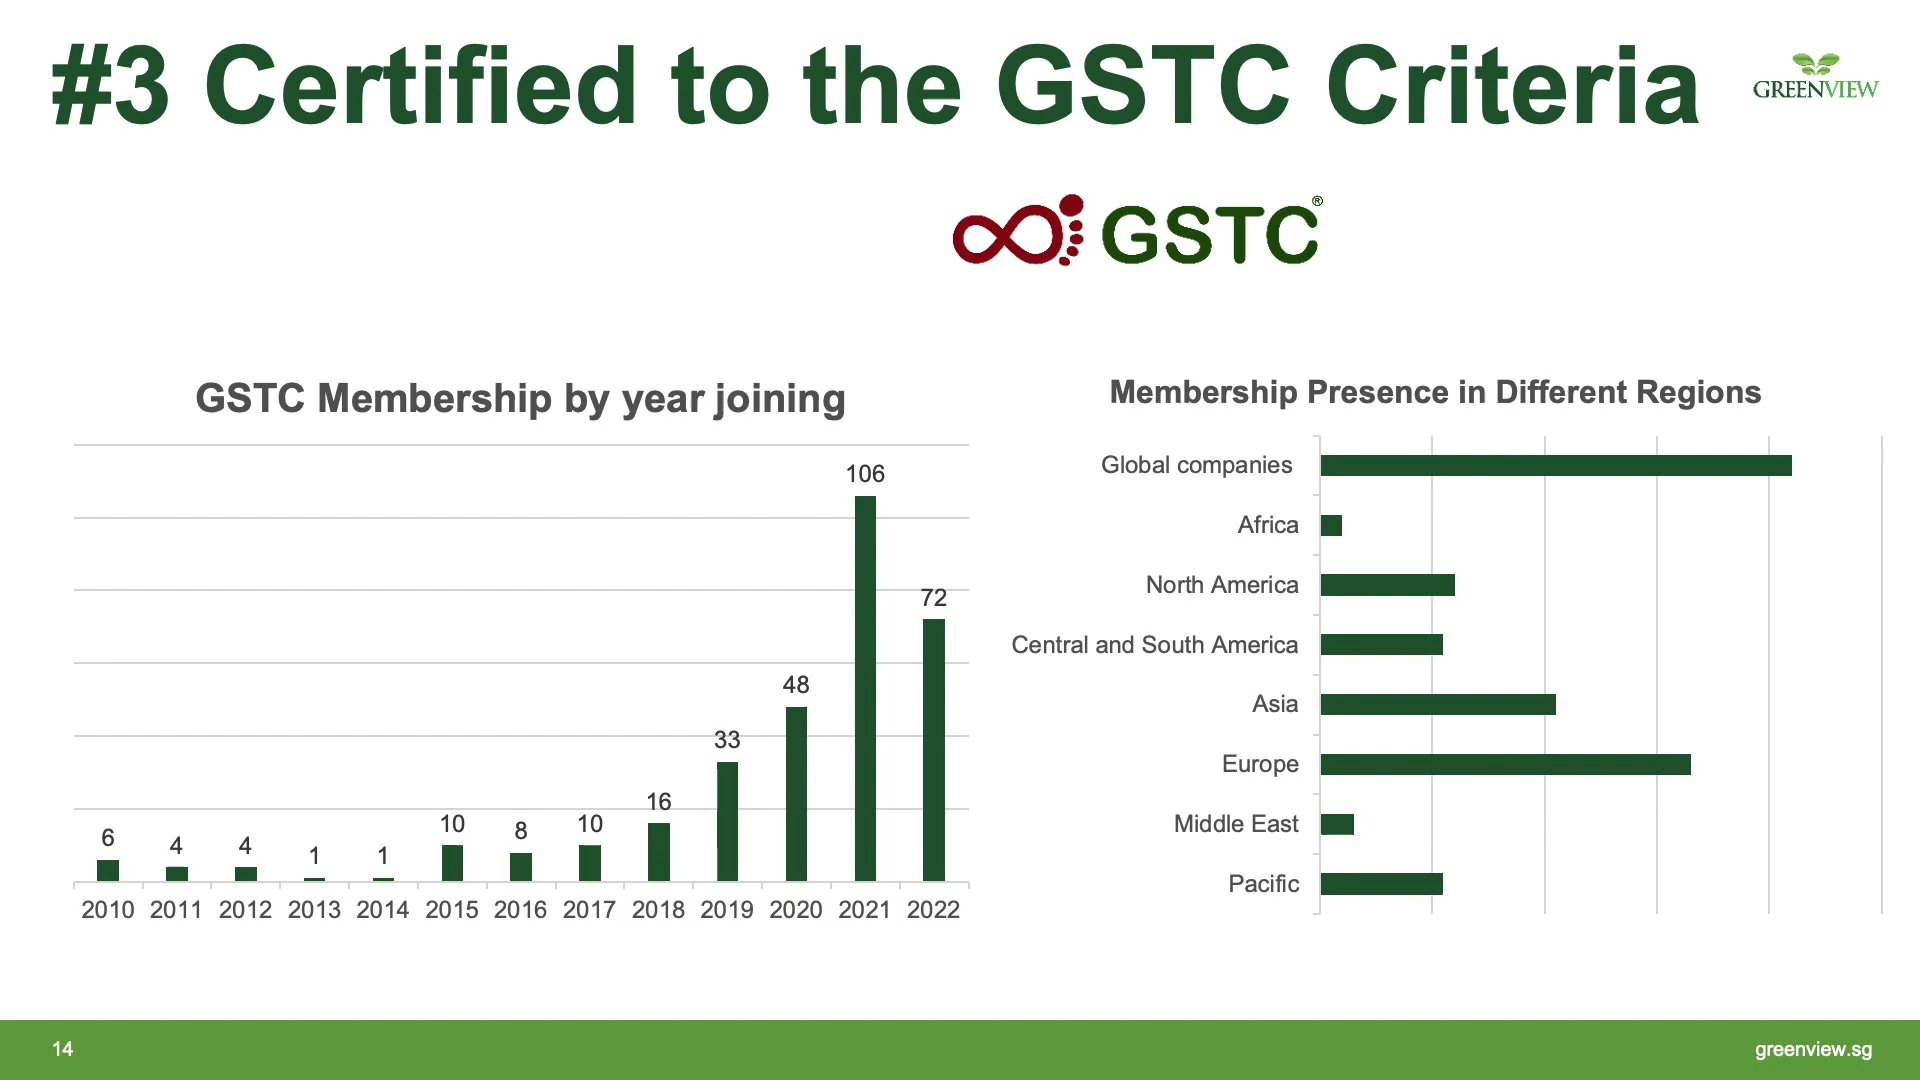 #3 Certified to the GSTC Criteria
GREENVIEW
GSTC®
GSTC Membership by year joining
6
4
4
1
1
10
8
10
16
33
48
106
72
2010 2011 2012 2013 2014 2015 2016 2017 2018 2019 2020 2021 2022
Membership Presence in Different Regions
Global companies
Africa
North America
Central and South America
Asia
Europe
Middle East
Pacific
14
greenview.sg